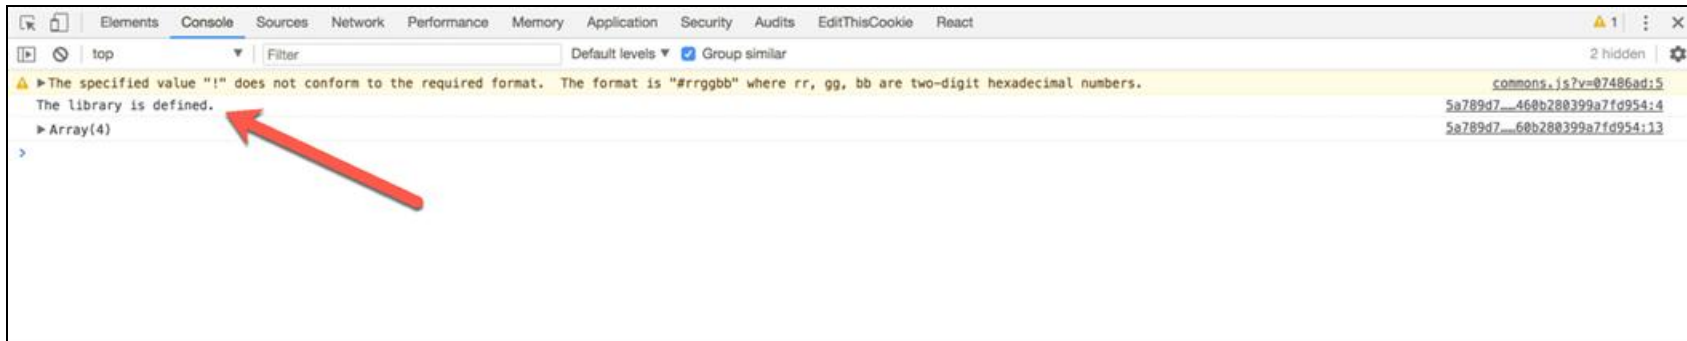 Elements Console Sources Network Performance Memory Application Security Audits EditThisCookie React 1
top Filter Default levels Group similar 2 hidden
The specified value "!" does not conform to the required format. The format is "#rrggbb" where rr, gg, bb are two-digit hexadecimal numbers. commons.js?v=07486ad:5
The library is defined. 5a789d7……460b280399a7fd954:4
Array(4) 5a789d7……60b280399a7fd954:13